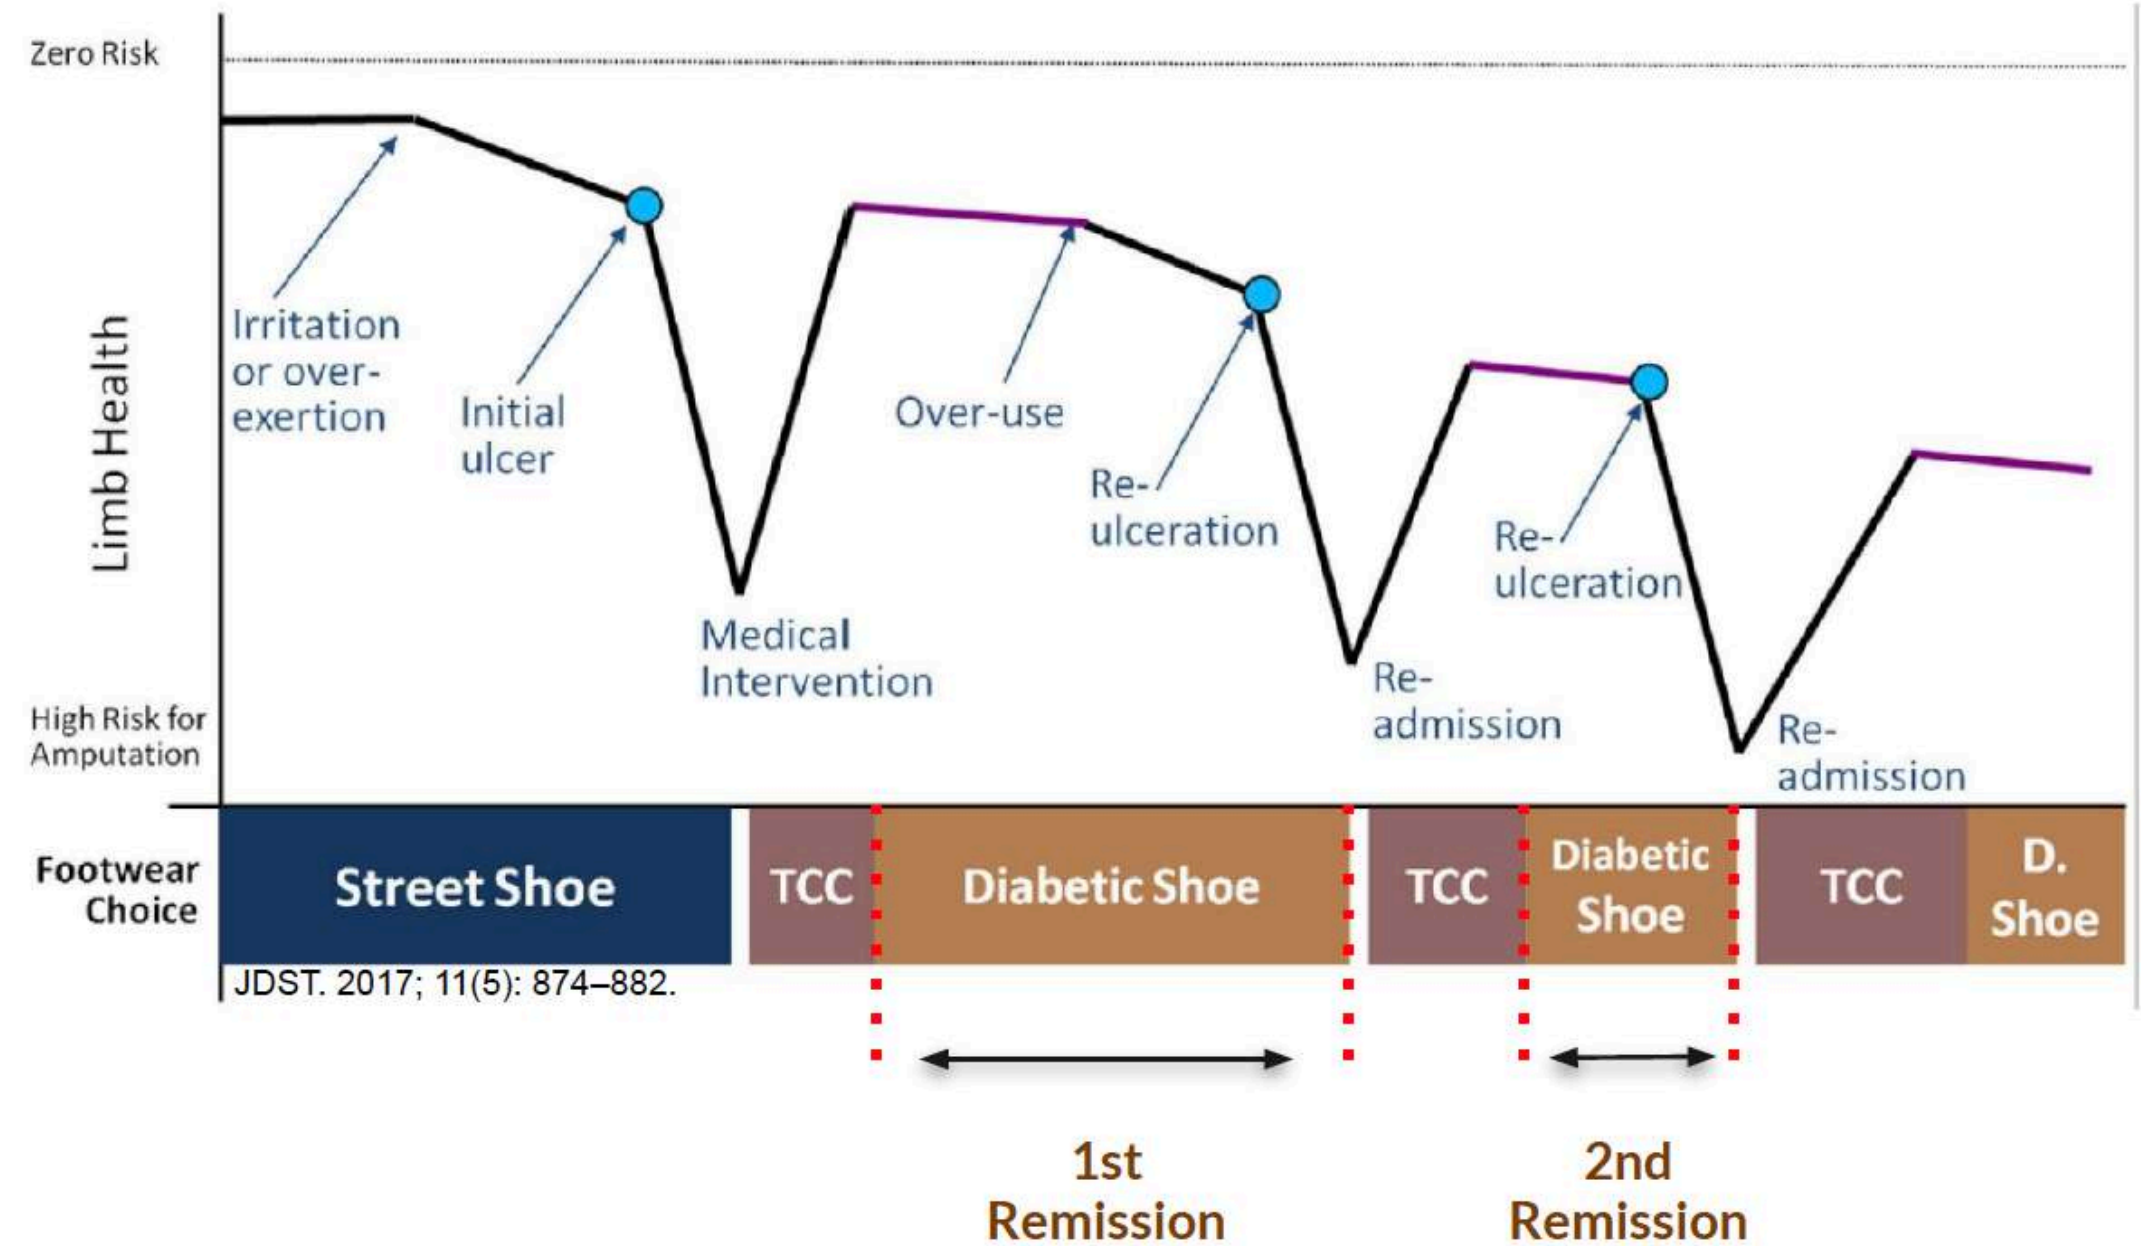 Zero Risk
Limb Health
Irritation
or over-
exertion
Initial
ulcer
Medical
Intervention
Over-use
Re-
ulceration
Re-
admission
Re-
ulceration
Re-
admission
High Risk for
Amputation
Footwear
Choice
Street Shoe
TCC
Diabetic Shoe
TCC
Diabetic
Shoe
TCC
D.
Shoe
JDST. 2017; 11(5): 874–882.
1st
Remission
2nd
Remission